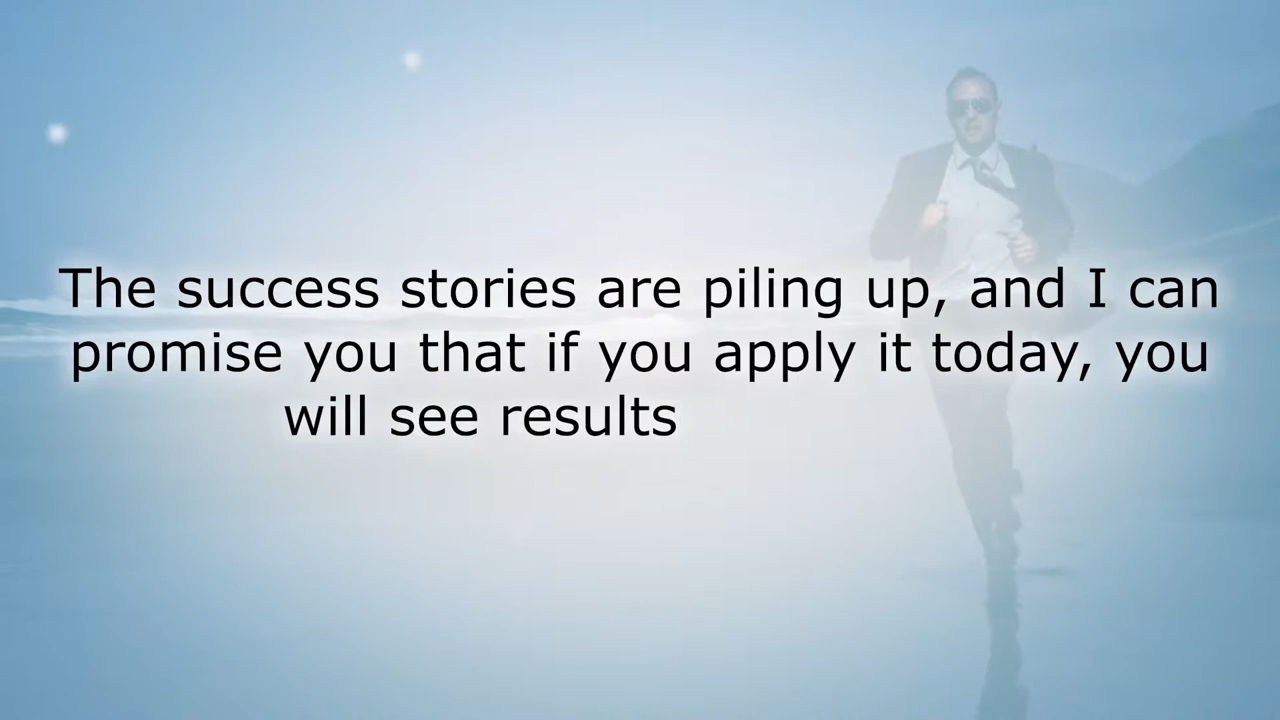 The success stories are piling up, and I can
promise you that if you apply it today, you
will see results